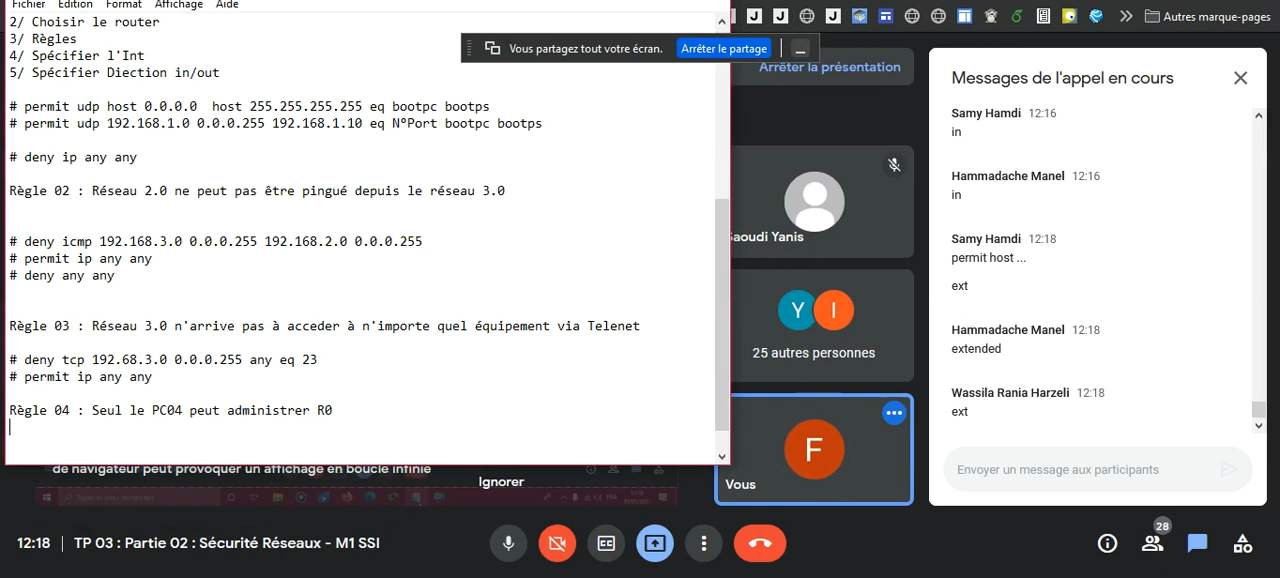 Fichier Edition Format Affichage Aide
2/ Choisir le router
3/ Règles
4/ Spécifier l'Int
5/ Spécifier Diection in/out
# permit udp host 0.0.0.0 host 255.255.255.255 eq bootpc bootps
# permit udp 192.168.1.0 0.0.0.255 192.168.1.10 eq N°Port bootpc bootps
# deny ip any any
Règle 02 : Réseau 2.0 ne peut pas être pingué depuis le réseau 3.0
# deny icmp 192.168.3.0 0.0.0.255 192.168.2.0 0.0.0.255
# permit ip any any
# deny any any
Règle 03 : Réseau 3.0 n'arrive pas à acceder à n'importe quel équipement via Telenet
# deny tcp 192.68.3.0 0.0.0.255 any eq 23
# permit ip any any
Règle 04 : Seul le PC04 peut administrer R0
Vous partagez tout votre écran. Arrêter le partage
Autres marque-pages
Arrêter la présentation
Saoudi Yanis
Y I
25 autres personnes
F
Vous
de navigateur peut provoquer un affichage en boucle infinie
Ignorer
Messages de l'appel en cours
Samy Hamdi 12:16
in
Hammadache Manel 12:16
in
Samy Hamdi 12:18
permit host ...
ext
Hammadache Manel 12:18
extended
Wassila Rania Harzeli 12:18
ext
Envoyer un message aux participants
12:18 | TP 03 : Partie 02 : Sécurité Réseaux - M1 SSI
28